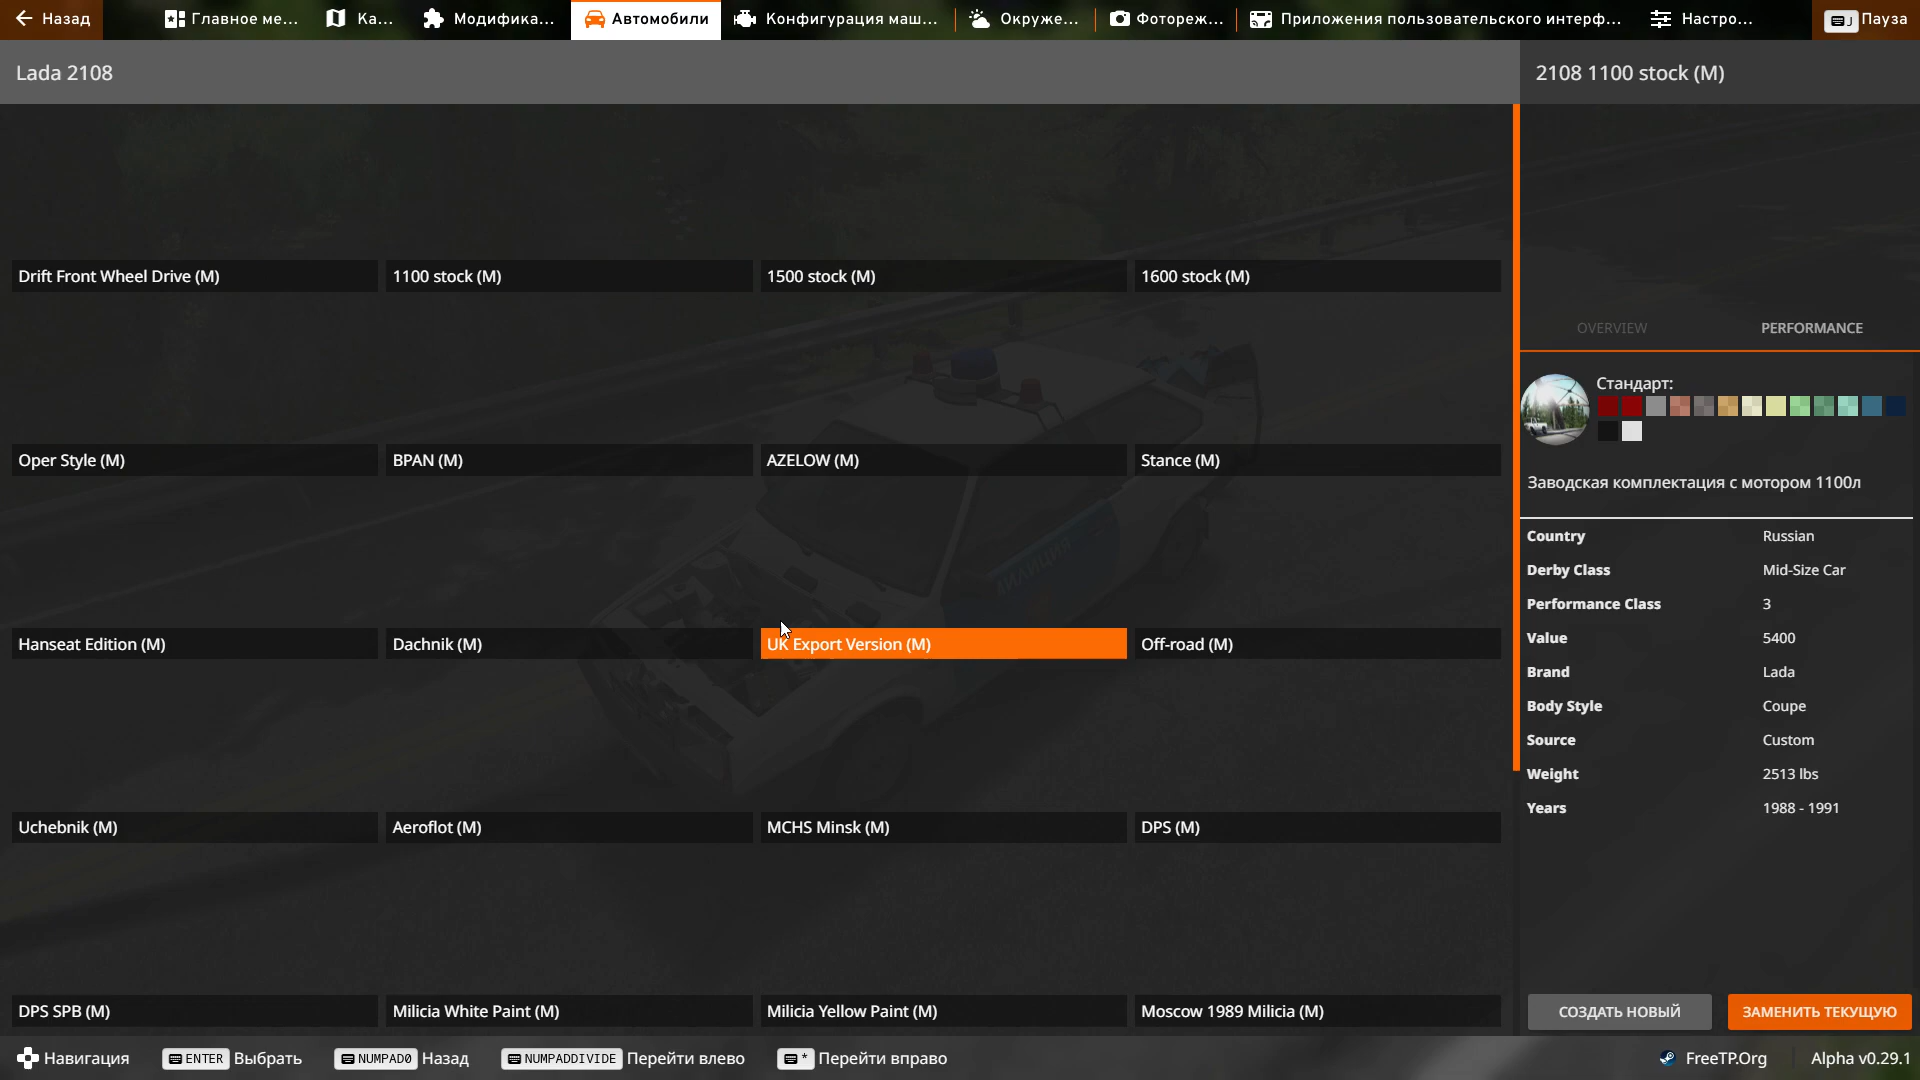 Назад
Главное ме...
Ка...
Модифика...
Автомобили
Конфигурация маш...
Окруже...
Фотореж...
Приложения пользовательского интерф...
Настро...
J Пауза
Lada 2108
2108 1100 stock (M)
Drift Front Wheel Drive (M)
1100 stock (M)
1500 stock (M)
1600 stock (M)
Oper Style (M)
BPAN (M)
AZELOW (M)
Stance (M)
Hanseat Edition (M)
Dachnik (M)
UK Export Version (M)
Off-road (M)
Uchebnik (M)
Aeroflot (M)
MCHS Minsk (M)
DPS (M)
DPS SPB (M)
Milicia White Paint (M)
Milicia Yellow Paint (M)
Moscow 1989 Milicia (M)
OVERVIEW
PERFORMANCE
Стандарт:
Заводская комплектация с мотором 1100л
Country Russian
Derby Class Mid-Size Car
Performance Class 3
Value 5400
Brand Lada
Body Style Coupe
Source Custom
Weight 2513 lbs
Years 1988 - 1991
СОЗДАТЬ НОВЫЙ
ЗАМЕНИТЬ ТЕКУЩУЮ
Навигация
ENTER Выбрать
NUMPAD0 Назад
NUMPADDIVIDE Перейти влево
* Перейти вправо
FreeTP.Org
Alpha v0.29.1